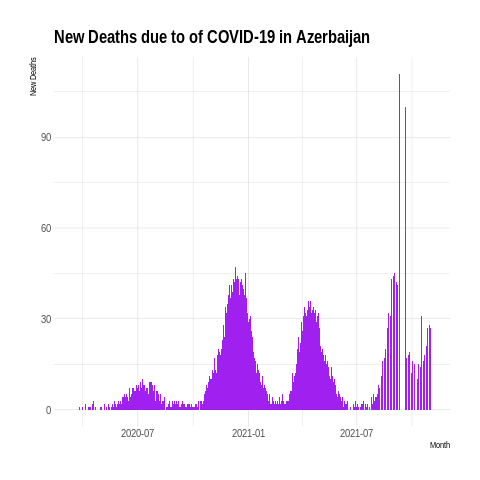 New Deaths due to of COVID-19 in Azerbaijan
New Deaths
90
60
30
0
2020-07
2021-01
2021-07
Month